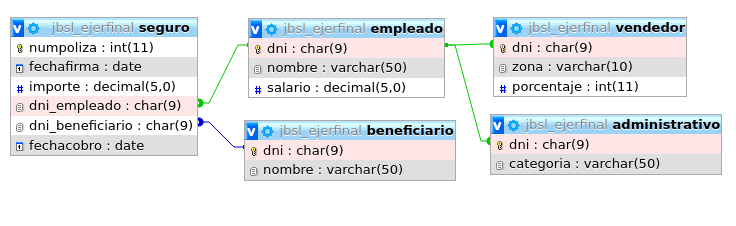 v jbsl_ejerfinal seguro
numpoliza : int(11)
fechafirma : date
# importe : decimal(5,0)
dni_empleado : char(9)
dni_beneficiario : char(9)
fechacobro : date
v jbsl_ejerfinal empleado
dni : char(9)
nombre : varchar(50)
# salario : decimal(5,0)
v jbsl_ejerfinal beneficiario
dni : char(9)
nombre : varchar(50)
v jbsl_ejerfinal vendedor
dni : char(9)
zona : varchar(10)
# porcentaje : int(11)
v jbsl_ejerfinal administrativo
dni : char(9)
categoria : varchar(50)